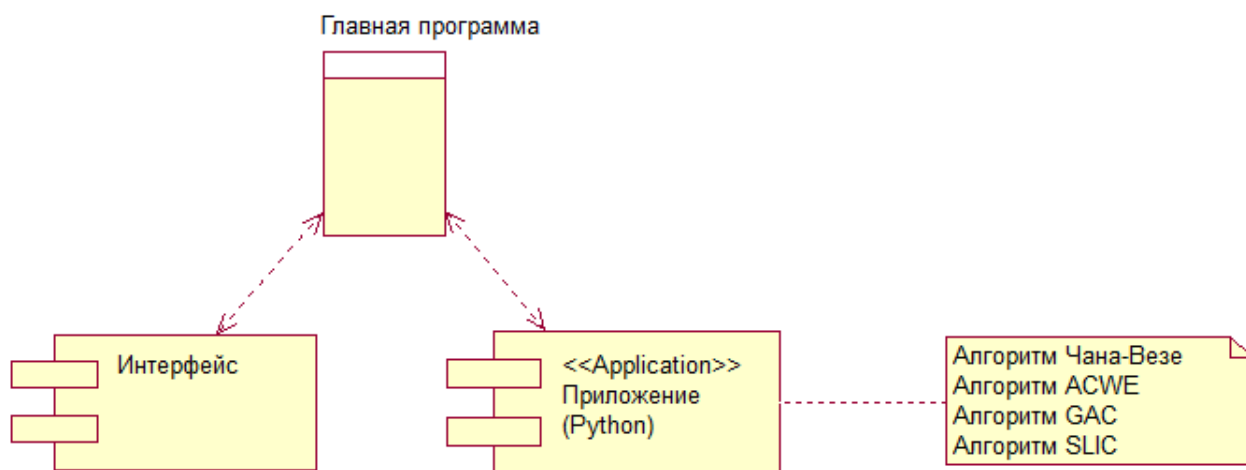 Главная программа
Интерфейс
<<Application>>
Приложение
(Python)
Алгоритм Чана-Везе
Алгоритм ACWE
Алгоритм GAC
Алгоритм SLIC